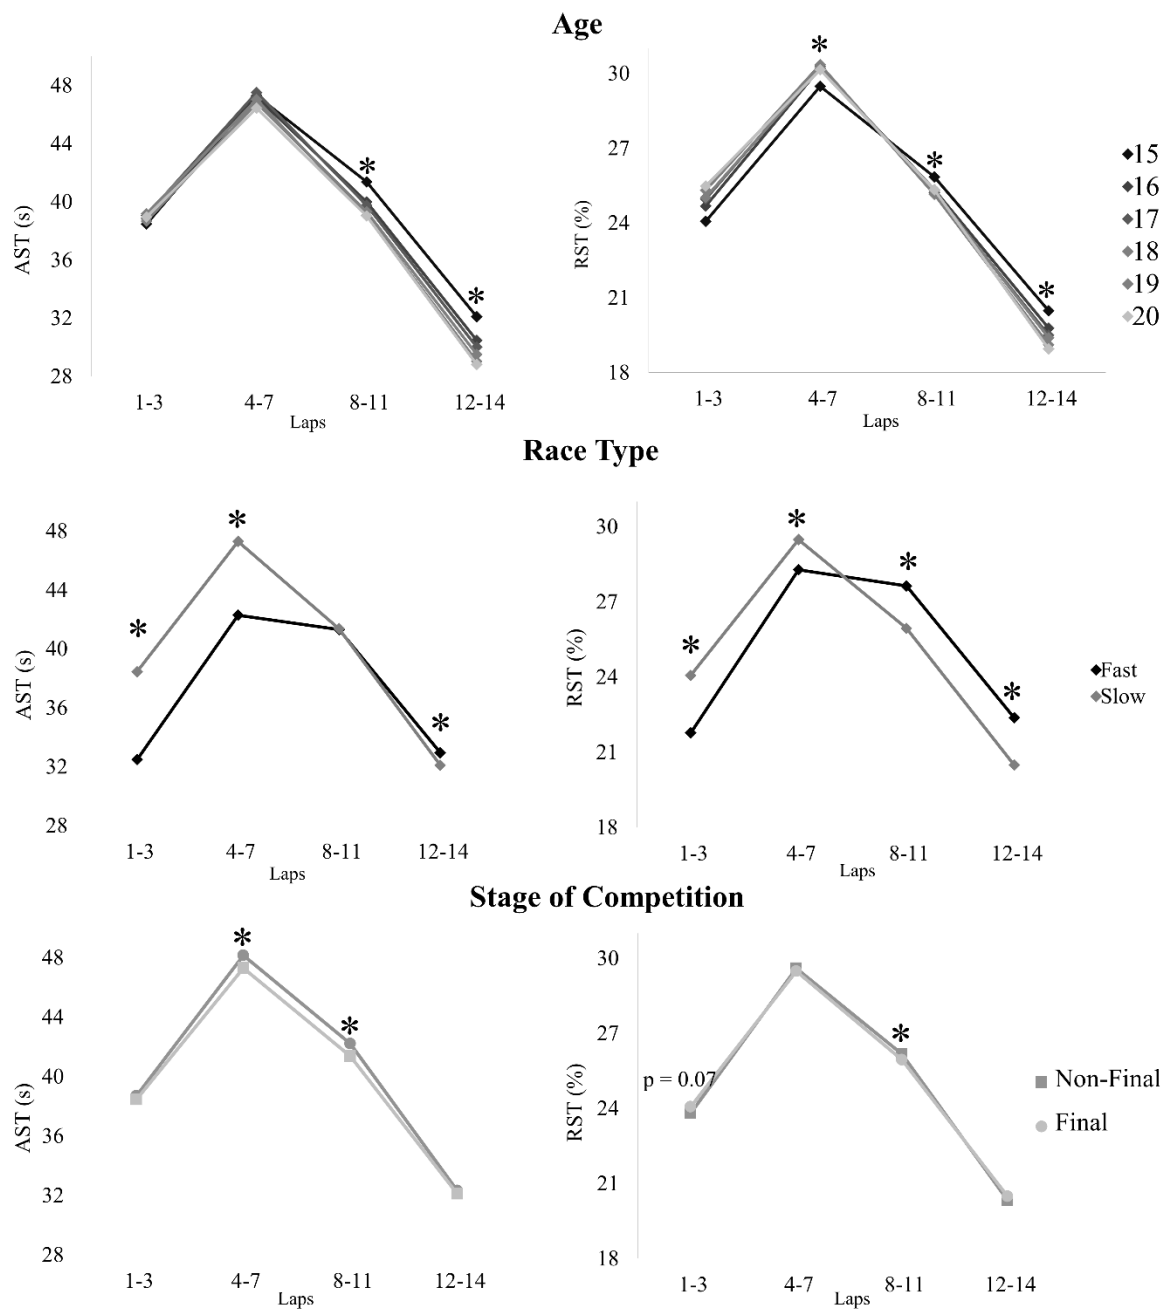 Age
48
44
40
36
32
28
AST (s)
*
*
1-3 4-7 8-11 12-14
Laps
30
27
24
21
18
RST (%)
*
*
*
1-3 4-7 8-11 12-14
Laps
15
16
17
18
19
20
Race Type
48
44
40
36
32
28
AST (s)
*
*
*
1-3 4-7 8-11 12-14
Laps
30
27
24
21
18
RST (%)
*
*
*
*
1-3 4-7 8-11 12-14
Laps
Fast
Slow
Stage of Competition
48
44
40
36
32
28
AST (s)
*
*
1-3 4-7 8-11 12-14
Laps
30
27
24
21
18
RST (%)
p = 0.07
*
1-3 4-7 8-11 12-14
Laps
Non-Final
Final